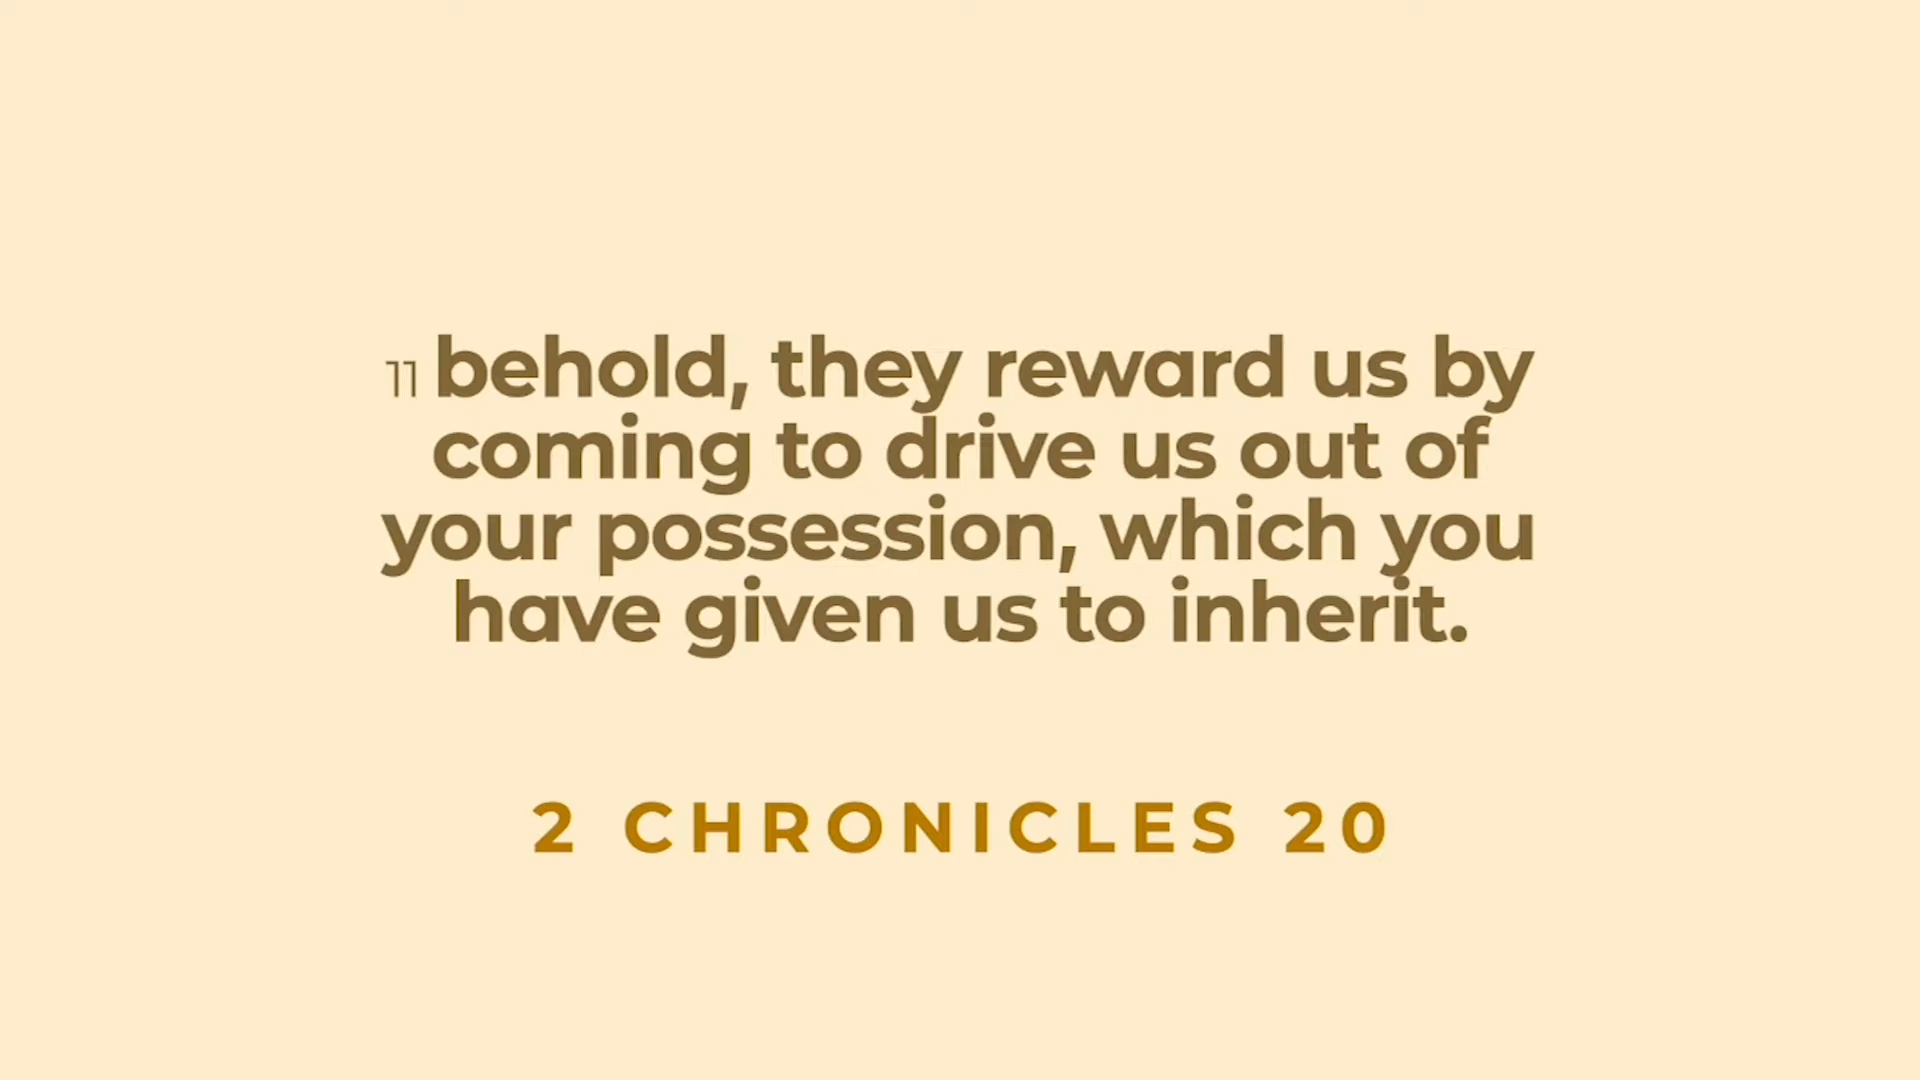 11 behold, they reward us by
coming to drive us out of
your possession, which you
have given us to inherit.
2 CHRONICLES 20